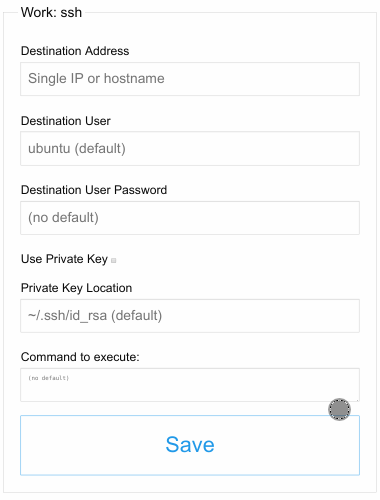 Work: ssh
Destination Address
Single IP or hostname
Destination User
ubuntu (default)
Destination User Password
(no default)
Use Private Key
Private Key Location
~/.ssh/id_rsa (default)
Command to execute:
(no default)
Save